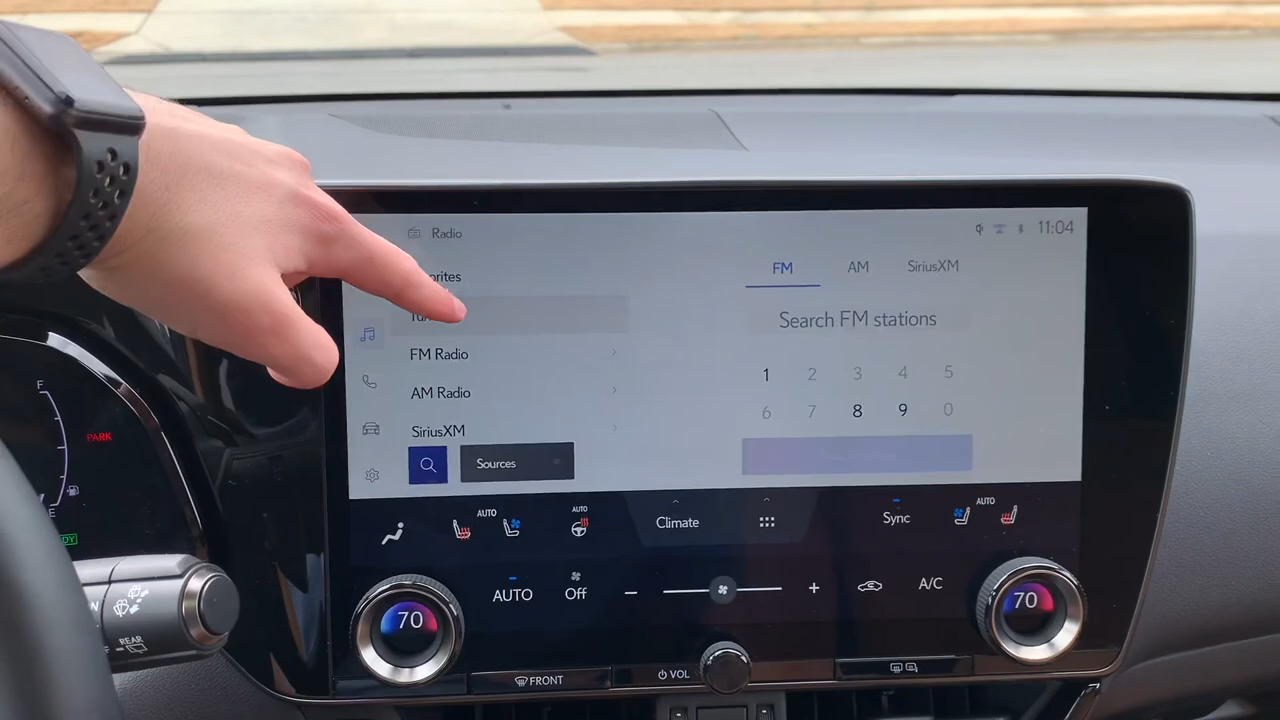 Radio
11:04
FM AM SiriusXM
Search FM stations
FM Radio
AM Radio
SiriusXM
Sources
1 2 3 4 5
6 7 8 9 0
F
PARK
E
AUTO
AUTO
Climate
Sync
AUTO
AUTO
Off
- +
A/C
70
70
FRONT
VOL
REAR